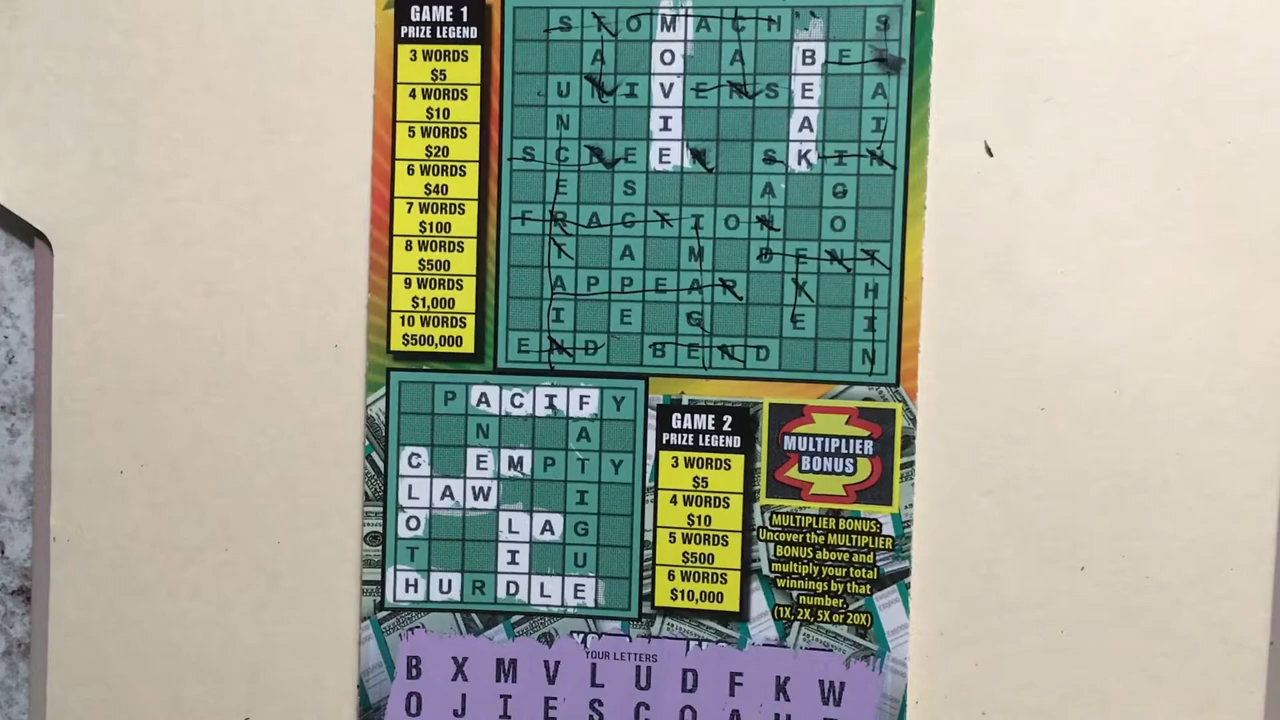 GAME 1
PRIZE LEGEND
3 WORDS
$5
4 WORDS
$10
5 WORDS
$20
6 WORDS
$40
7 WORDS
$100
8 WORDS
$500
9 WORDS
$1,000
10 WORDS
$500,000
S T O M A C H S
A O A B E
U N I V E R S E A
N I A I
S C R E E N S K I N
E S A G
F R A C T I O N O
T A M D E N T
A P P E A R Y H
I E G E I
E N D B E N D N
P A C I F Y
N A
C E M P T Y
L A W I
O L A G
T I U
H U R D L E
GAME 2
PRIZE LEGEND
3 WORDS
$5
4 WORDS
$10
5 WORDS
$500
6 WORDS
$10,000
MULTIPLIER
BONUS
MULTIPLIER BONUS:
Uncover the MULTIPLIER
BONUS above and
multiply your total
winnings by that
number.
(1X, 2X, 5X or 20X)
YOUR LETTERS
B X M V L U D F K W
O J I E S C